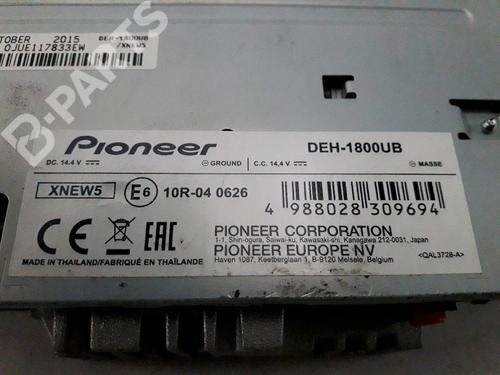 TOBER 2015 DEH-1800UB
0JUE117833EW /XNEW5
B-PARTS
Pioneer DEH-1800UB
DC. 14.4 V GROUND C.C. 14,4 V MASSE
XNEW5 E6 10R-04 0626
4 988028 309694
CE EAC PIONEER CORPORATION
1-1, Shin-ogura, Saiwai-ku, Kawasaki-shi, Kanagawa 212-0031, Japan
PIONEER EUROPE NV
MADE IN THAILAND/FABRIQUÉ EN THAÏLANDE Haven 1087, Keetberglaan 1, B-9120 Melsele, Belgium
<QAL3728-A>